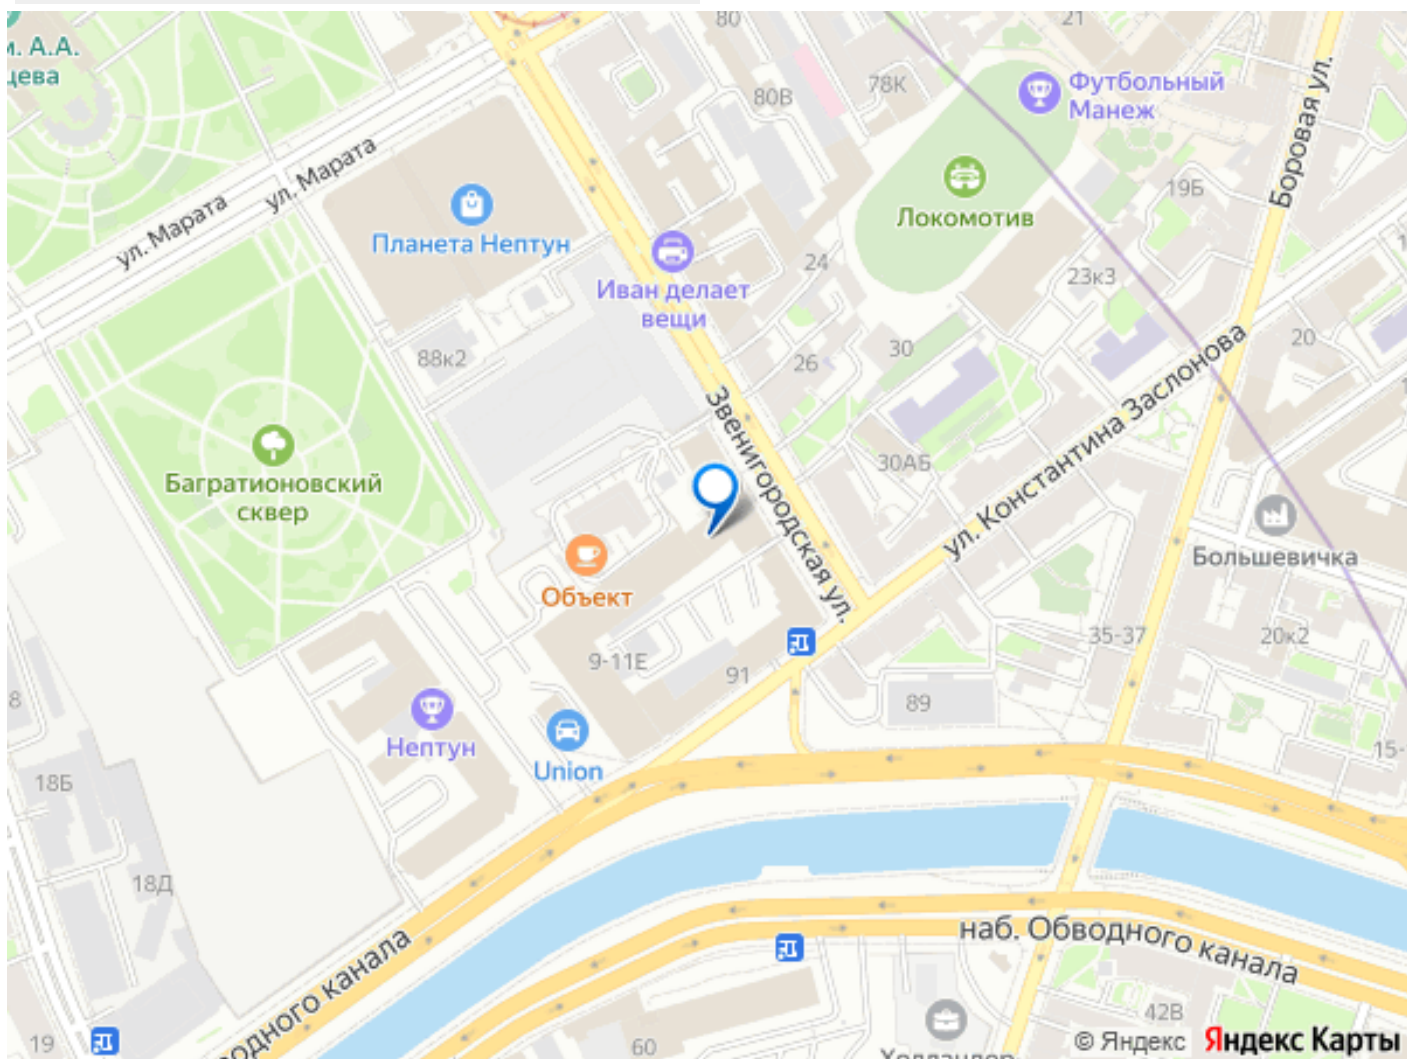 80
21
м. А.А.
цева
Футбольный
Манеж
78К
80В
Боровая ул.
ул. Марата
ул. Марата
19Б
Локомотив
Планета Нептун
24
23к3
Иван делает
вещи
88к2
30
20
26
ул. Константина Заслонова
Звенигородская ул.
30АБ
Багратионовский
сквер
Большевичка
Объект
35-37
20к2
9-11Е
91
89
8
Нептун
15-
Union
18Б
18Д
наб. Обводного канала
водного канала
42В
19
60
© Яндекс Яндекс Карты